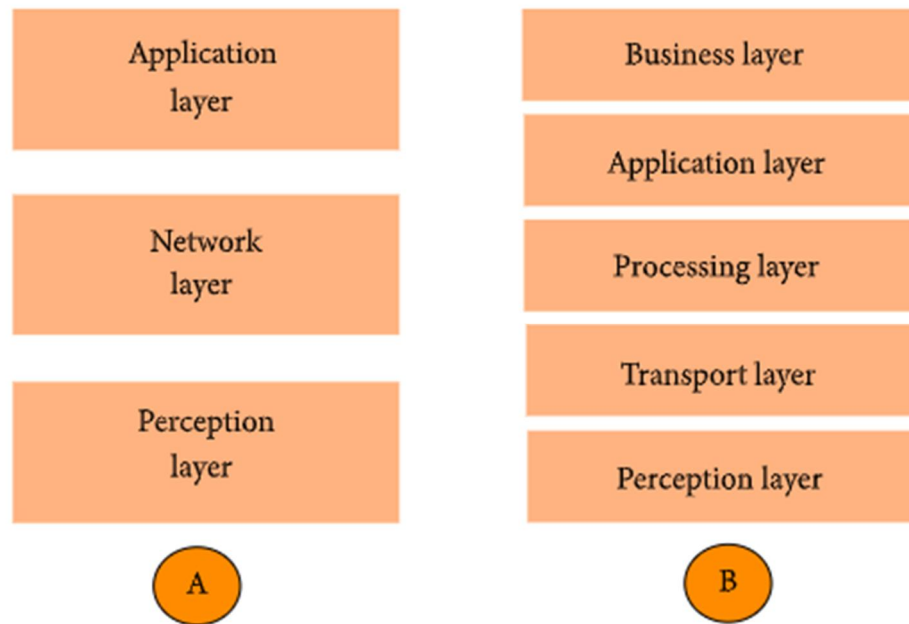 Application
layer
Network
layer
Perception
layer
A
Business layer
Application layer
Processing layer
Transport layer
Perception layer
B